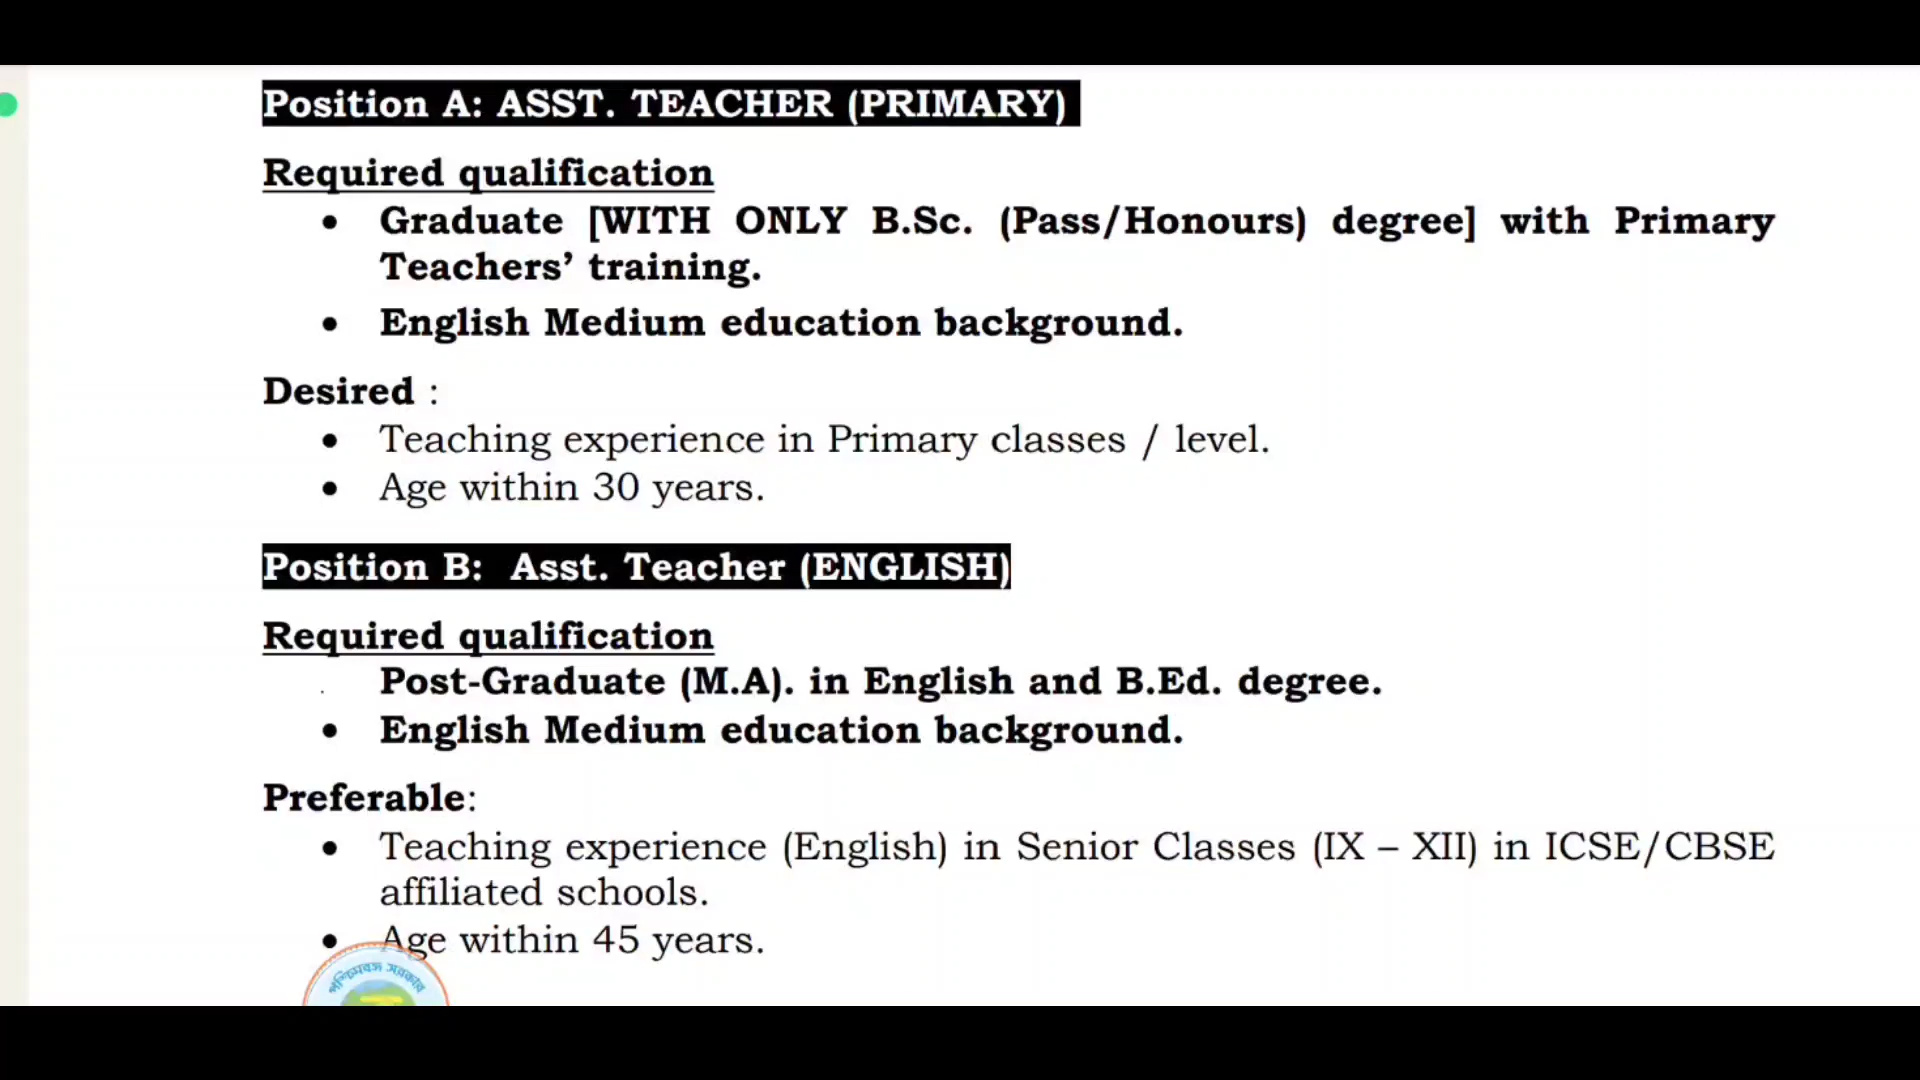 Position A: ASST. TEACHER (PRIMARY)
Required qualification
• Graduate [WITH ONLY B.Sc. (Pass/Honours) degree] with Primary
Teachers’ training.
• English Medium education background.
Desired :
• Teaching experience in Primary classes / level.
• Age within 30 years.
Position B: Asst. Teacher (ENGLISH)
Required qualification
Post-Graduate (M.A). in English and B.Ed. degree.
• English Medium education background.
Preferable:
• Teaching experience (English) in Senior Classes (IX – XII) in ICSE/CBSE
affiliated schools.
• Age within 45 years.
পশ্চিমবঙ্গ সরকার